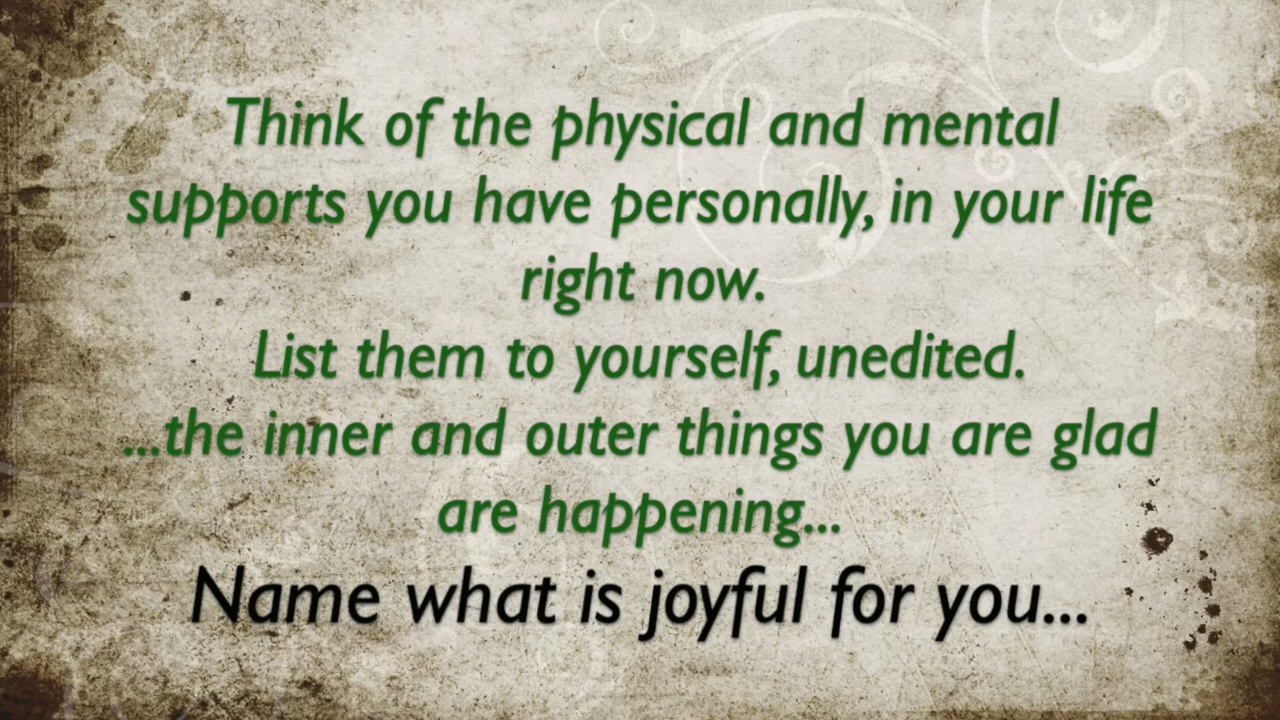 Think of the physical and mental
supports you have personally, in your life
right now.
List them to yourself, unedited.
...the inner and outer things you are glad
are happening...
Name what is joyful for you...